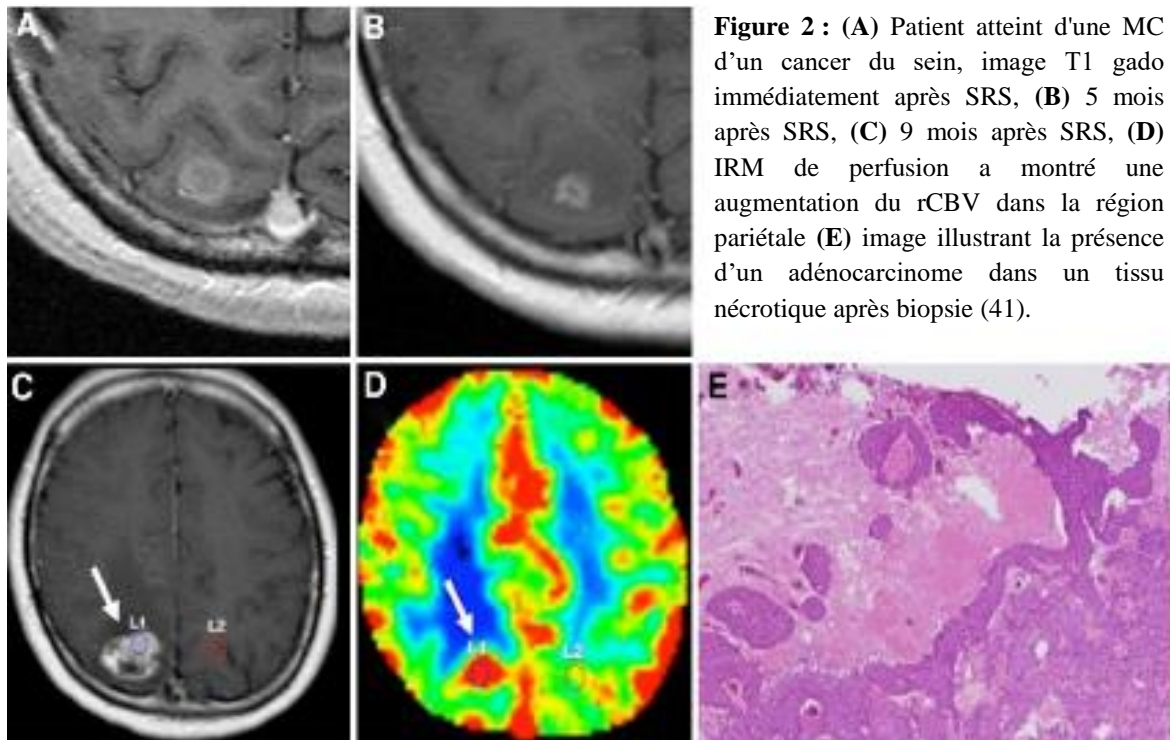 A
B
Figure 2 : (A) Patient atteint d'une MC
d’un cancer du sein, image T1 gado
immédiatement après SRS, (B) 5 mois
après SRS, (C) 9 mois après SRS, (D)
IRM de perfusion a montré une
augmentation du rCBV dans la région
pariétale (E) image illustrant la présence
d’un adénocarcinome dans un tissu
nécrotique après biopsie (41).
C
L1
L2
D
L1
L2
E